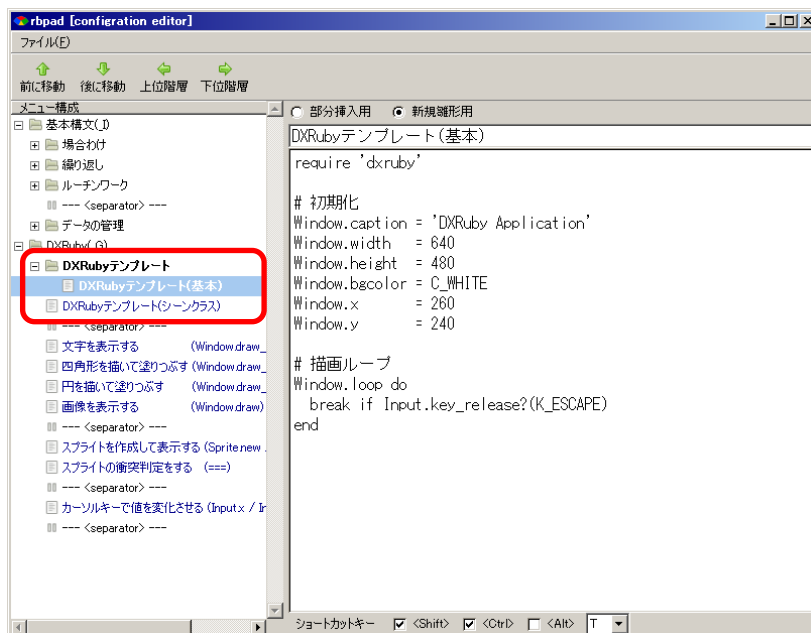 rbpad [configration editor]
ファイル(F)
前に移動 後に移動 上位階層 下位階層
メニュー構成
基本構文(I)
場合わけ
繰り返し
ルーチンワーク
--- <separator> ---
データの管理
DXRuby(G)
DXRubyテンプレート
DXRubyテンプレート(基本)
DXRubyテンプレート(シーンクラス)
--- <separator> ---
文字を表示する (Window.draw_
四角形を描いて塗りつぶす (Window.draw_
円を描いて塗りつぶす (Window.draw_
画像を表示する (Window.draw)
--- <separator> ---
スプライトを作成して表示する (Sprite.new .
スプライトの衝突判定をする (===)
--- <separator> ---
カーソルキーで値を変化させる (Input.x / Ir
--- <separator> ---
部分挿入用 新規雛形用
DXRubyテンプレート(基本)
require 'dxruby'
# 初期化
Window.caption = 'DXRuby Application'
Window.width = 640
Window.height = 480
Window.bgcolor = C_WHITE
Window.x = 260
Window.y = 240
# 描画ループ
Window.loop do
break if Input.key_release?(K_ESCAPE)
end
ショートカットキー <Shift> <Ctrl> <Alt> T